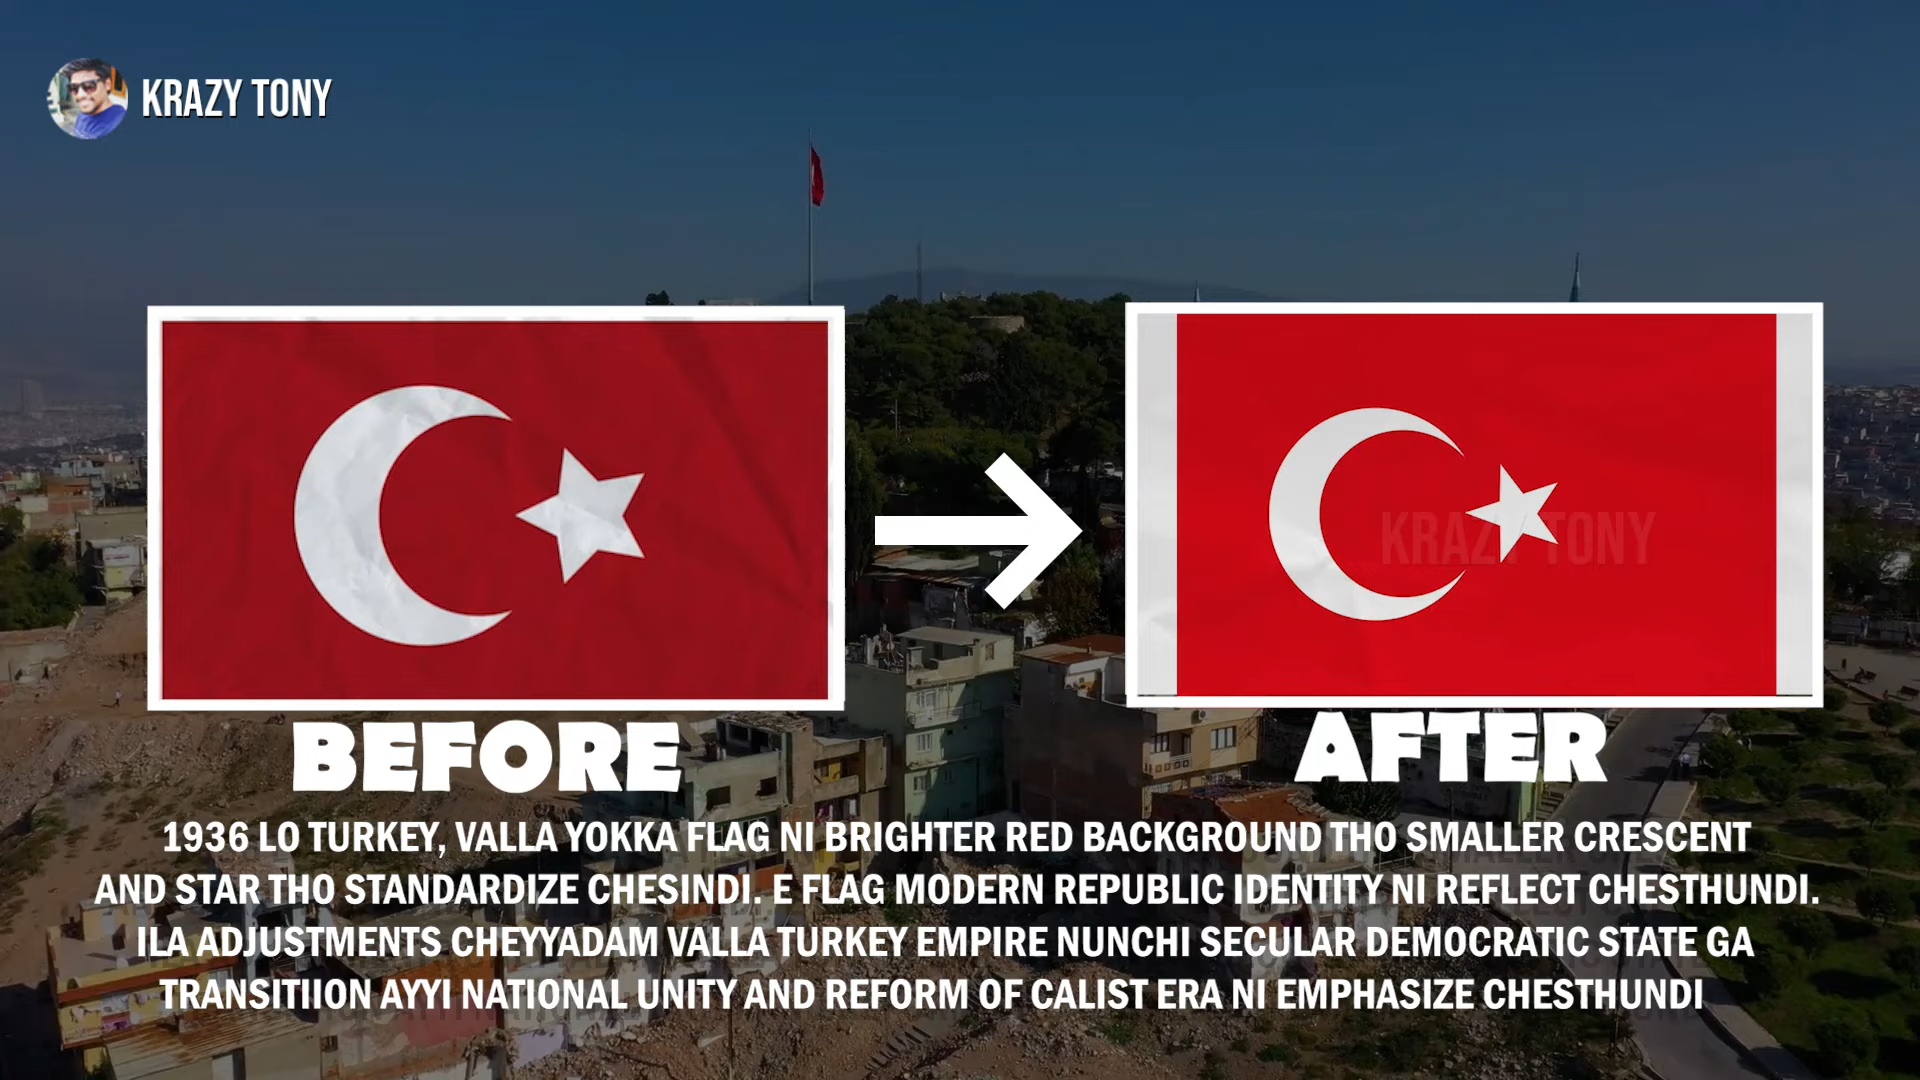 KRAZY TONY
KRAZY TONY
BEFORE
AFTER
1936 LO TURKEY, VALLA YOKKA FLAG NI BRIGHTER RED BACKGROUND THO SMALLER CRESCENT
AND STAR THO STANDARDIZE CHESINDI. E FLAG MODERN REPUBLIC IDENTITY NI REFLECT CHESTHUNDI.
ILA ADJUSTMENTS CHEYYADAM VALLA TURKEY EMPIRE NUNCHI SECULAR DEMOCRATIC STATE GA
TRANSITIION AYYI NATIONAL UNITY AND REFORM OF CALIST ERA NI EMPHASIZE CHESTHUNDI